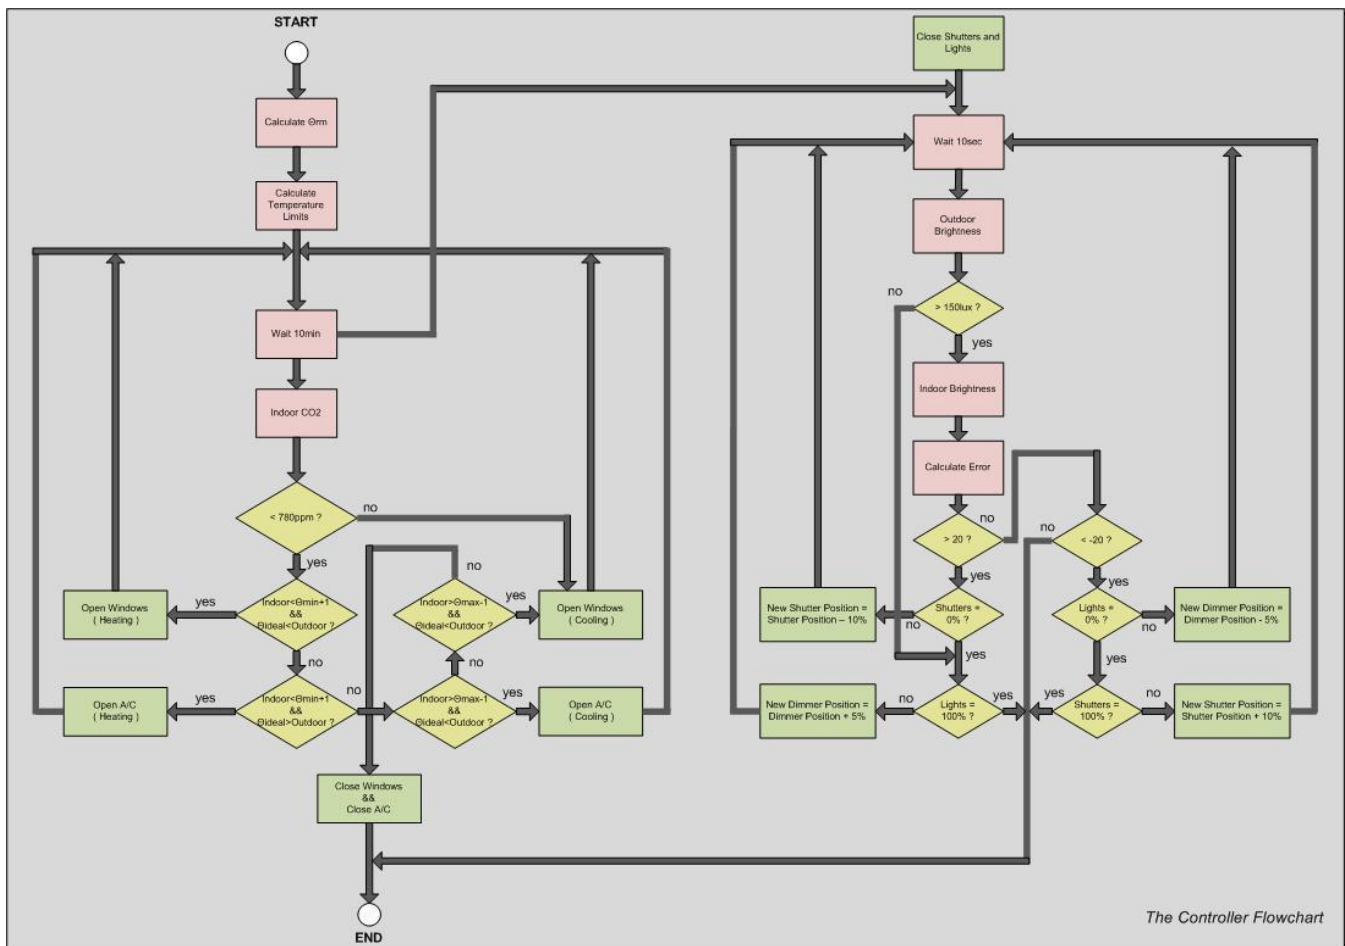 START
Calculate Θrm
Calculate
Temperature
Limits
Wait 10min
Indoor CO2
< 780ppm ?
no
yes
Indoor<Θmin+1
&&
Θideal<Outdoor ?
yes
Open Windows
( Heating )
no
Indoor<Θmin+1
&&
Θideal>Outdoor ?
yes
Open A/C
( Heating )
no
Indoor>Θmax-1
&&
Θideal<Outdoor ?
yes
Open A/C
( Cooling )
no
Indoor>Θmax-1
&&
Θideal<Outdoor ?
yes
Open Windows
( Cooling )
no
Close Windows
&&
Close A/C
END
Close Shutters and
Lights
Wait 10sec
Outdoor
Brightness
> 150lux ?
no
yes
Indoor Brightness
Calculate Error
> 20 ?
no
yes
Shutters =
0% ?
no
New Shutter Position =
Shutter Position – 10%
yes
Lights =
100% ?
no
New Dimmer Position =
Dimmer Position + 5%
yes
< -20 ?
no
yes
Lights =
0% ?
no
New Dimmer Position =
Dimmer Position - 5%
yes
Shutters =
100% ?
yes
no
New Shutter Position =
Shutter Position + 10%
The Controller Flowchart